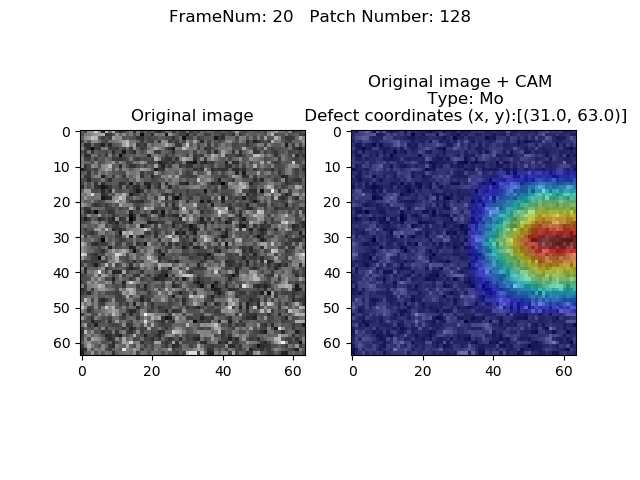 FrameNum: 20   Patch Number: 128
Original image
Original image + CAM
Type: Mo
Defect coordinates (x, y):[(31.0, 63.0)]
0
10
20
30
40
50
60
0 20 40 60
0
10
20
30
40
50
60
0 20 40 60